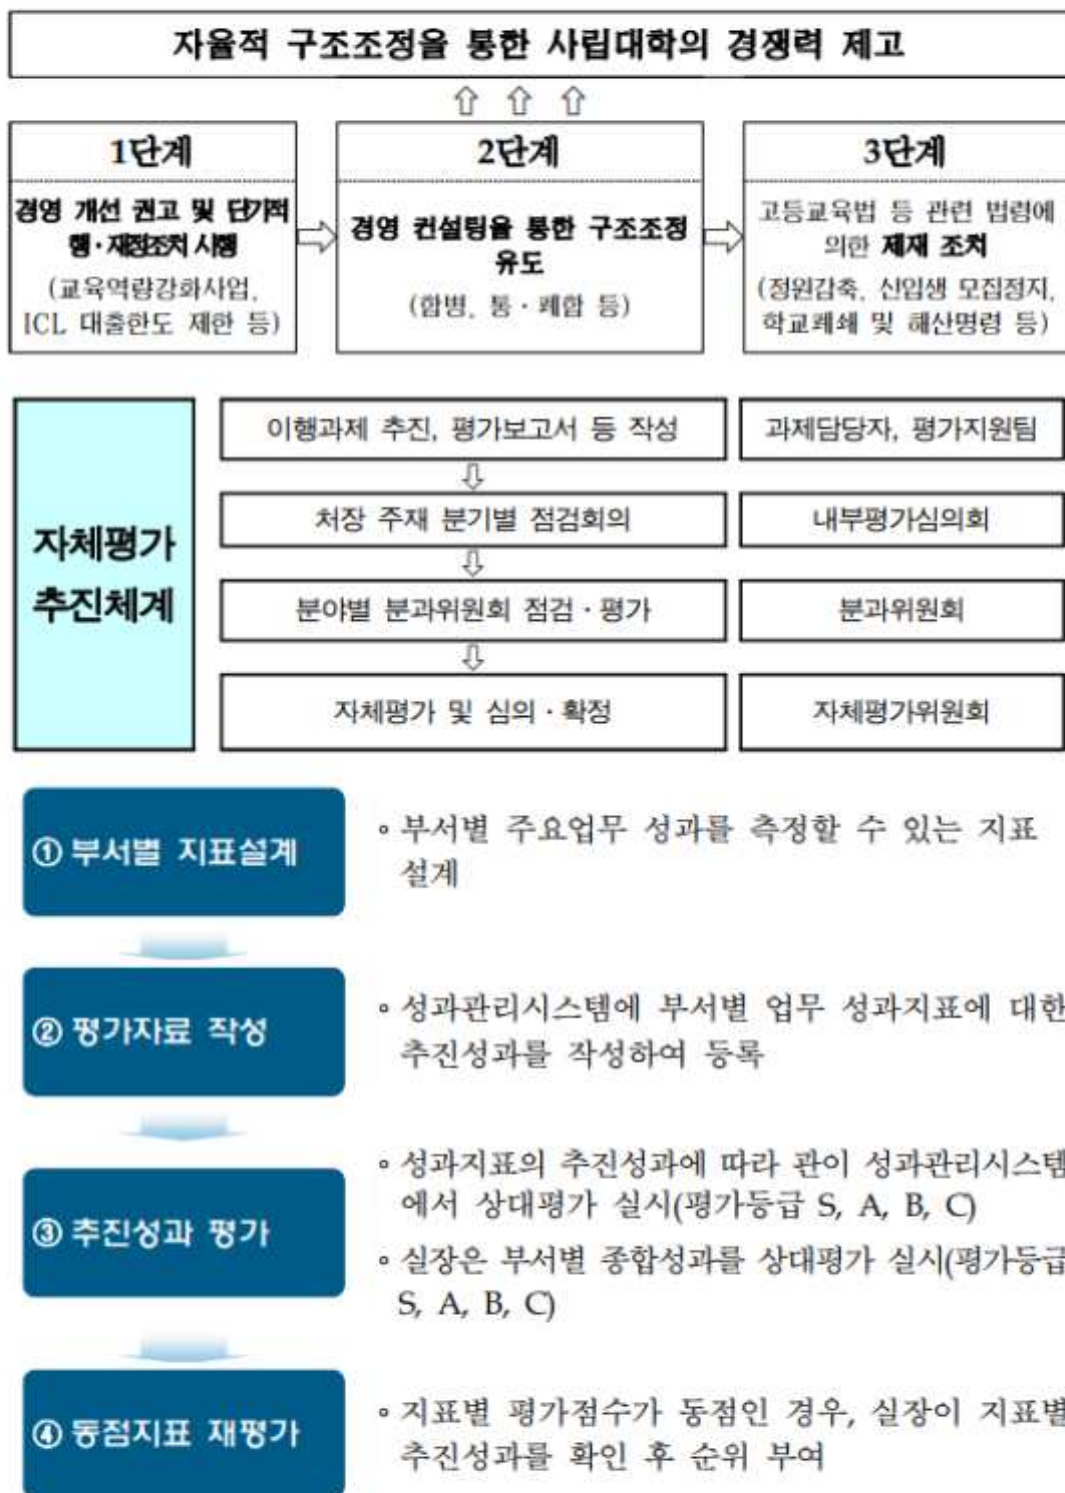 자율적 구조조정을 통한 사립대학의 경쟁력 제고
1단계
경영 개선 권고 및 단기적
행·재정조치 시행
(교육역량강화사업,
ICL 대출한도 제한 등)
2단계
경영 컨설팅을 통한 구조조정
유도
(합병, 통·폐합 등)
3단계
고등교육법 등 관련 법령에
의한 제재 조치
(정원감축, 신입생 모집정지,
학교폐쇄 및 해산명령 등)
자체평가
추진체계
이행과제 추진, 평가보고서 등 작성
과제담당자, 평가지원팀
처장 주재 분기별 점검회의
내부평가심의회
분야별 분과위원회 점검·평가
분과위원회
자체평가 및 심의·확정
자체평가위원회
① 부서별 지표설계
∘ 부서별 주요업무 성과를 측정할 수 있는 지표
설계
② 평가자료 작성
∘ 성과관리시스템에 부서별 업무 성과지표에 대한
추진성과를 작성하여 등록
③ 추진성과 평가
∘ 성과지표의 추진성과에 따라 관이 성과관리시스템
에서 상대평가 실시(평가등급 S, A, B, C)
∘ 실장은 부서별 종합성과를 상대평가 실시(평가등급
S, A, B, C)
④ 동점지표 재평가
∘ 지표별 평가점수가 동점인 경우, 실장이 지표별
추진성과를 확인 후 순위 부여